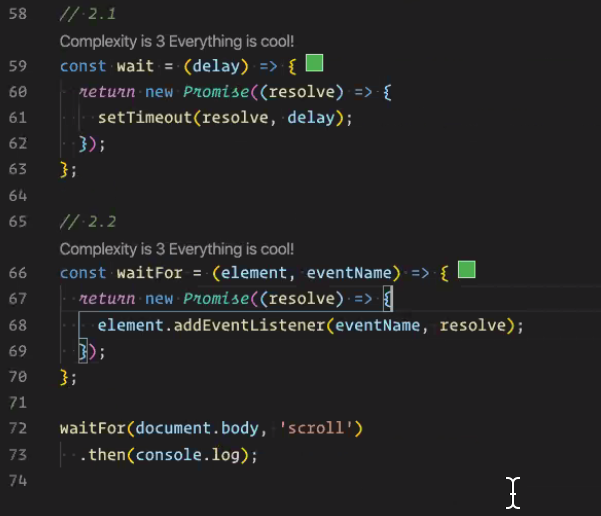 58 // 2.1
Complexity is 3 Everything is cool!
59 const wait = (delay) => {
60 return new Promise((resolve) => {
61 setTimeout(resolve, delay);
62 });
63 };
64
65 // 2.2
Complexity is 3 Everything is cool!
66 const waitFor = (element, eventName) => {
67 return new Promise((resolve) => {
68 element.addEventListener(eventName, resolve);
69 });
70 };
71
72 waitFor(document.body, 'scroll')
73 .then(console.log);
74